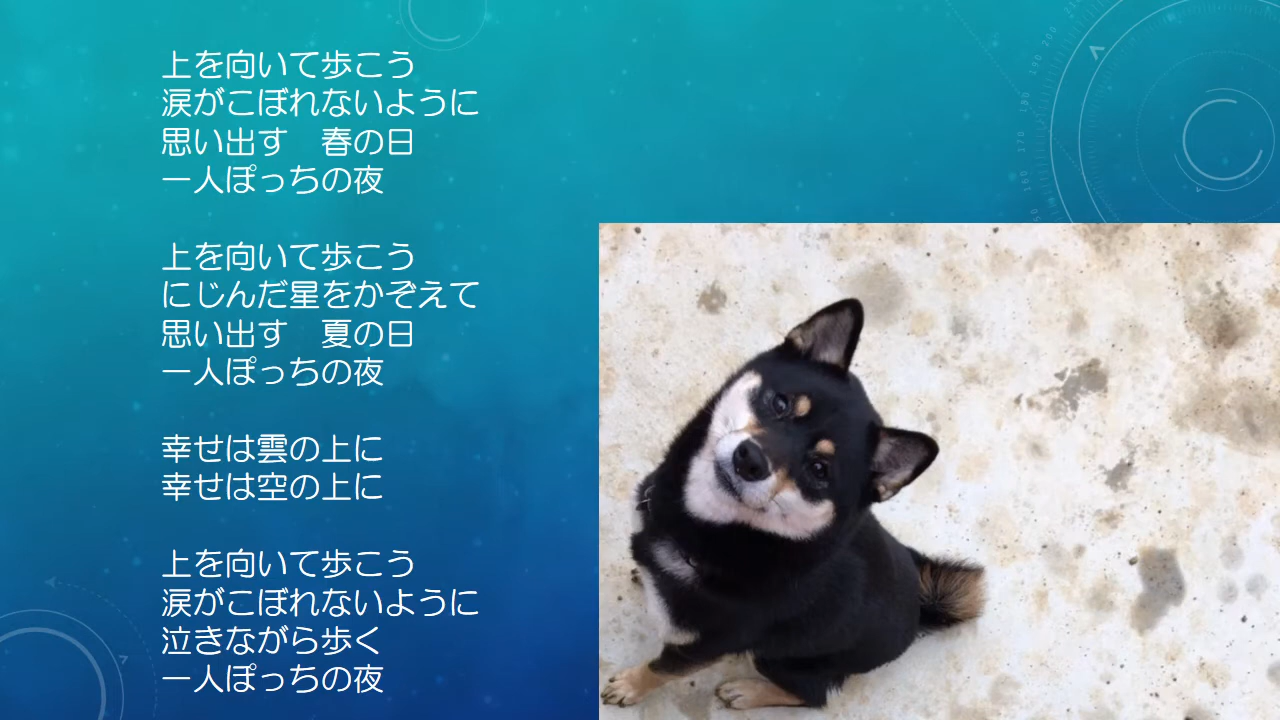 上を向いて歩こう
涙がこぼれないように
思い出す　春の日
一人ぽっちの夜
上を向いて歩こう
にじんだ星をかぞえて
思い出す　夏の日
一人ぽっちの夜
幸せは雲の上に
幸せは空の上に
上を向いて歩こう
涙がこぼれないように
泣きながら歩く
一人ぽっちの夜